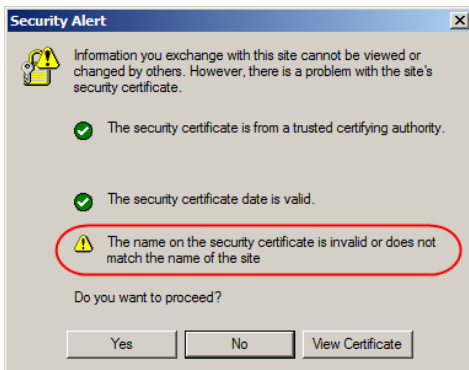 Security Alert
Information you exchange with this site cannot be viewed or
changed by others. However, there is a problem with the site's
security certificate.
The security certificate is from a trusted certifying authority.
The security certificate date is valid.
The name on the security certificate is invalid or does not
match the name of the site
Do you want to proceed?
Yes
No
View Certificate